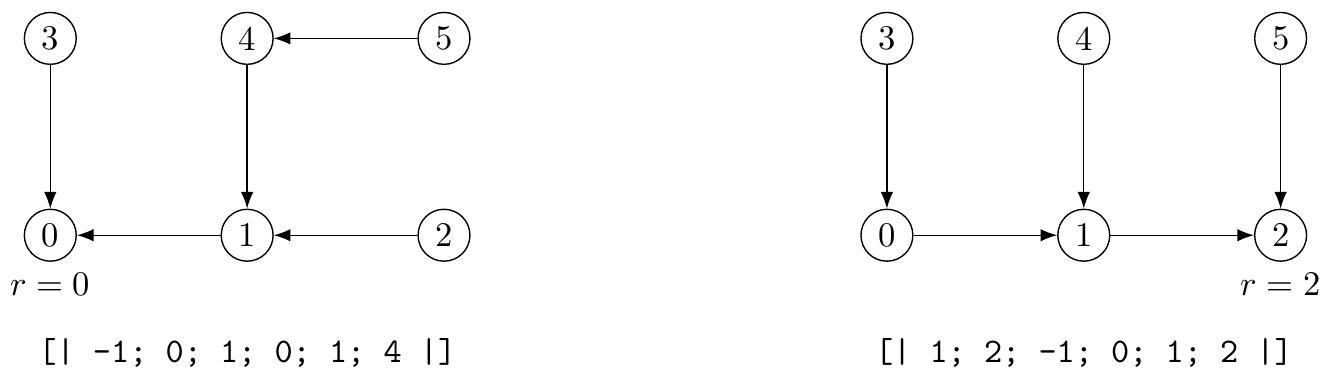 3 4 5 3 4 5
0 1 2 0 1 2
r = 0 r = 2
[| -1; 0; 1; 0; 1; 4 |] [| 1; 2; -1; 0; 1; 2 |]